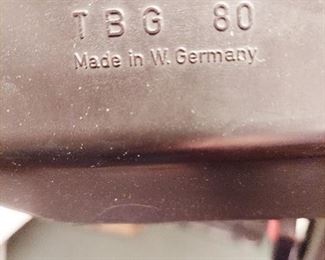 TBG 80
Made in W. Germany